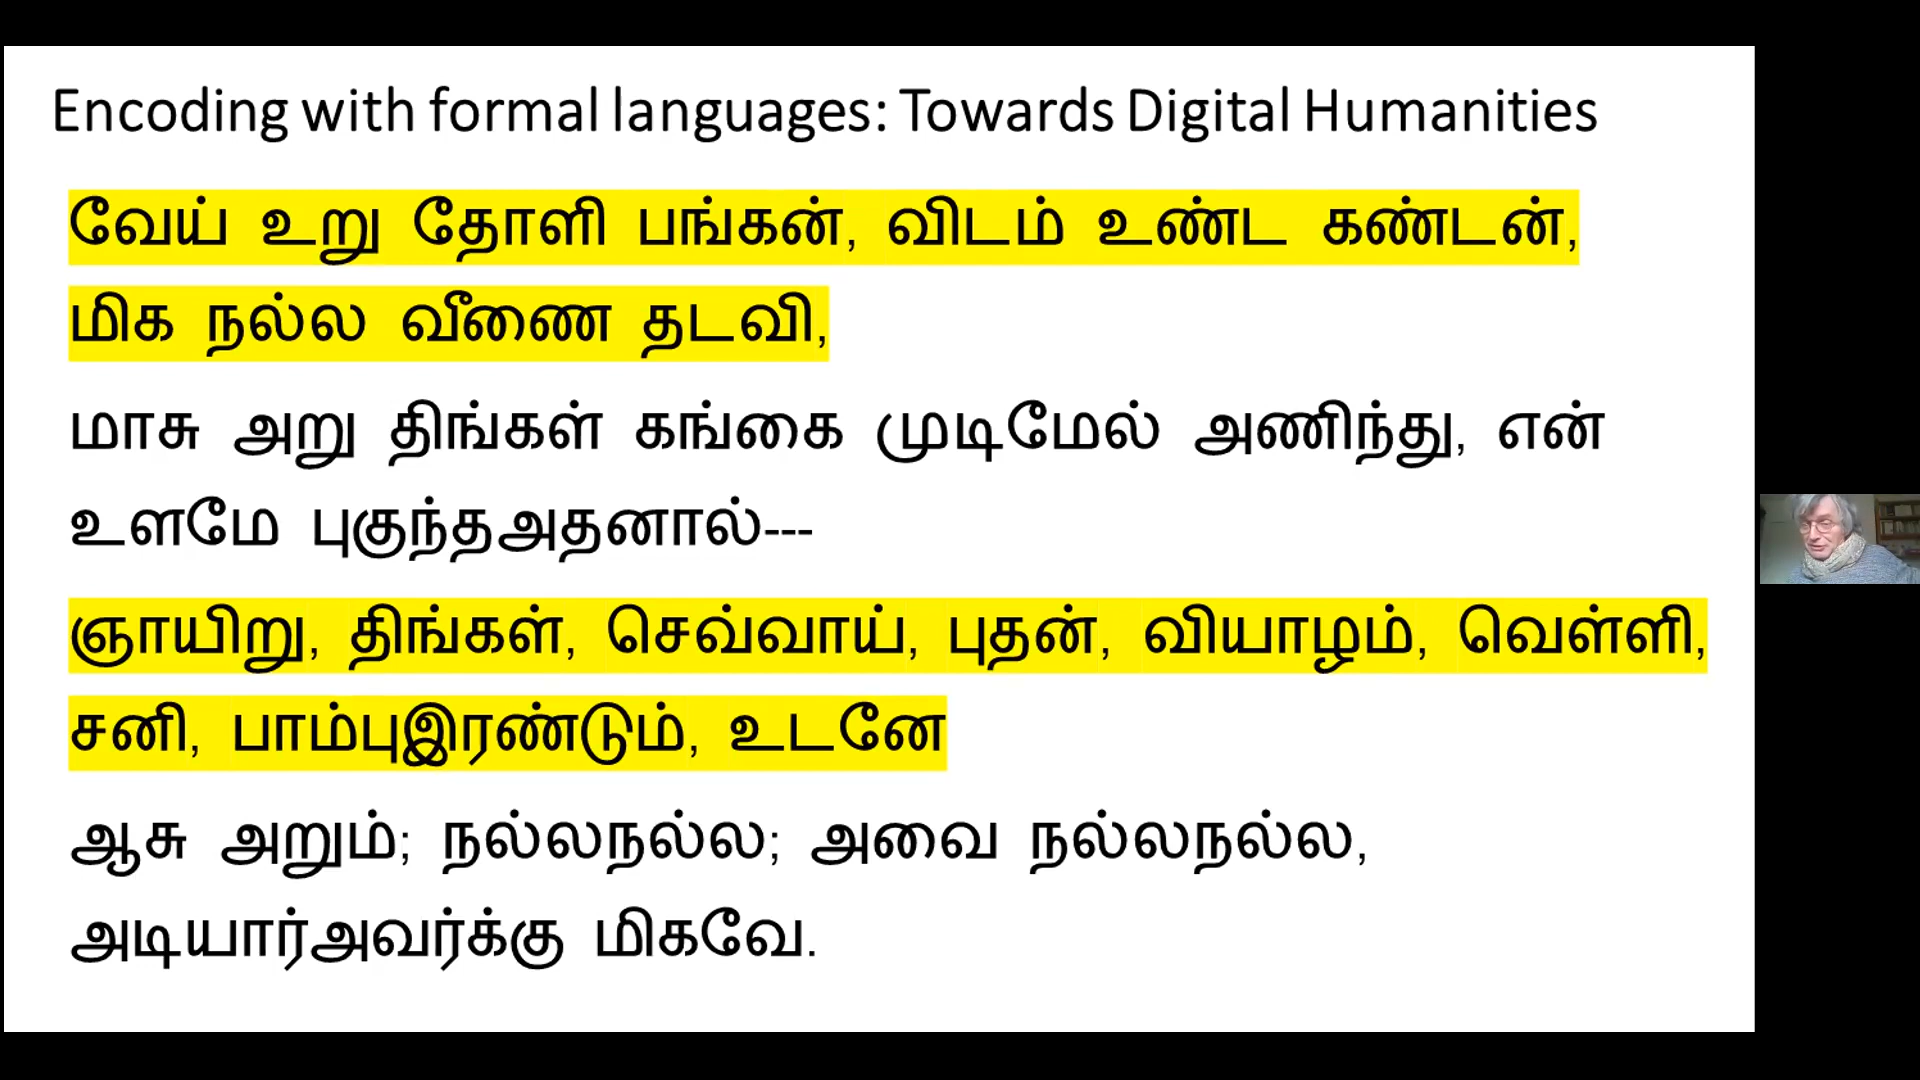 Encoding with formal languages: Towards Digital Humanities
வேய் உறு தோளி பங்கன், விடம் உண்ட கண்டன்,
மிக நல்ல வீணை தடவி,
மாசு அறு திங்கள் கங்கை முடிமேல் அணிந்து, என்
உளமே புகுந்தஅதனால்---
ஞாயிறு, திங்கள், செவ்வாய், புதன், வியாழம், வெள்ளி,
சனி, பாம்புஇரண்டும், உடனே
ஆசு அறும்; நல்லநல்ல; அவை நல்லநல்ல,
அடியார்அவர்க்கு மிகவே.